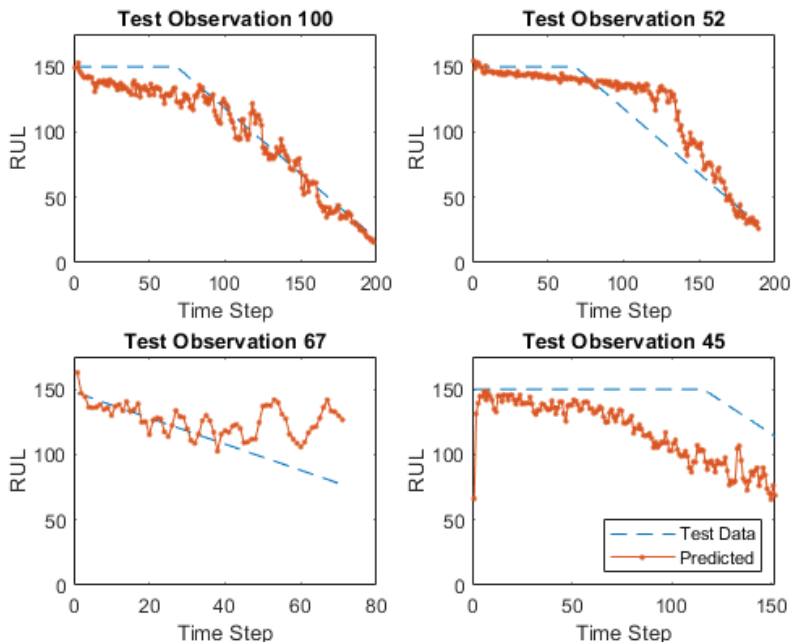 Test Observation 100
150
100
50
0
RUL
0 50 100 150 200
Time Step
Test Observation 52
150
100
50
0
RUL
0 50 100 150 200
Time Step
Test Observation 67
150
100
50
0
RUL
0 20 40 60 80
Time Step
Test Observation 45
150
100
50
0
RUL
0 50 100 150
Time Step
Test Data
Predicted